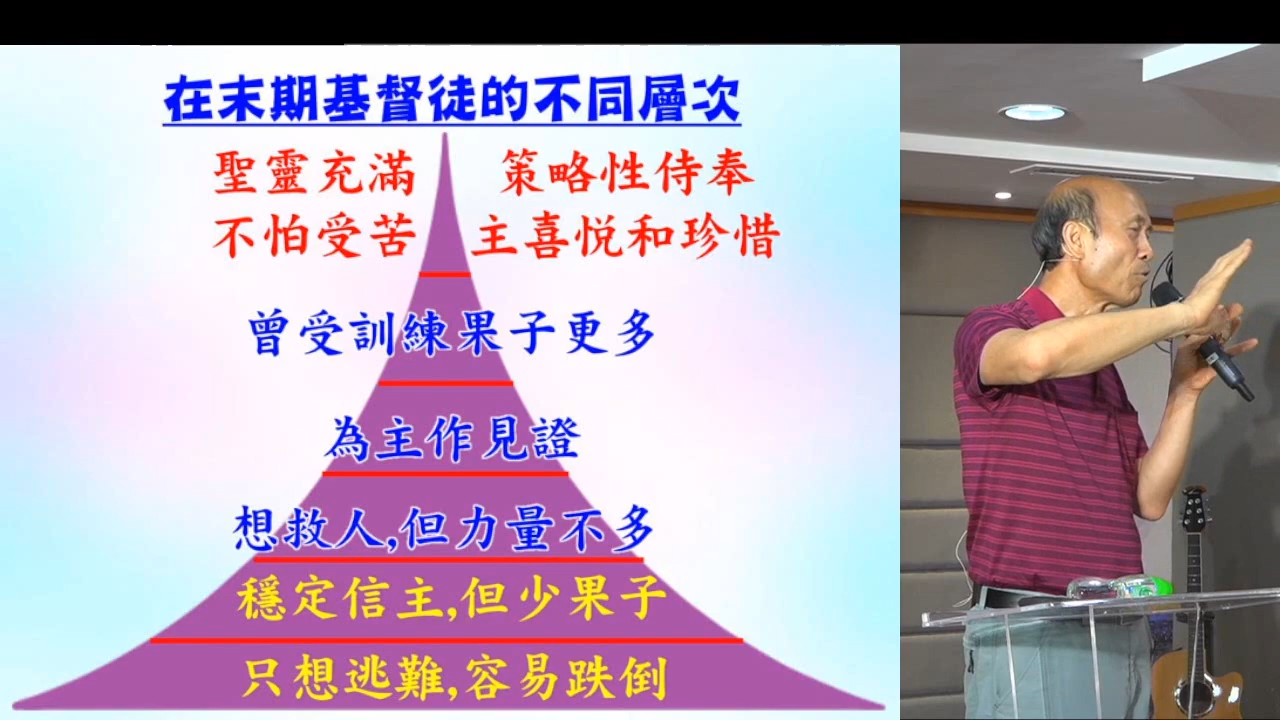 在末期基督徒的不同層次
聖靈充滿 策略性侍奉
不怕受苦 主喜悅和珍惜
曾受訓練果子更多
為主作見證
想救人,但力量不多
穩定信主,但少果子
只想逃難,容易跌倒